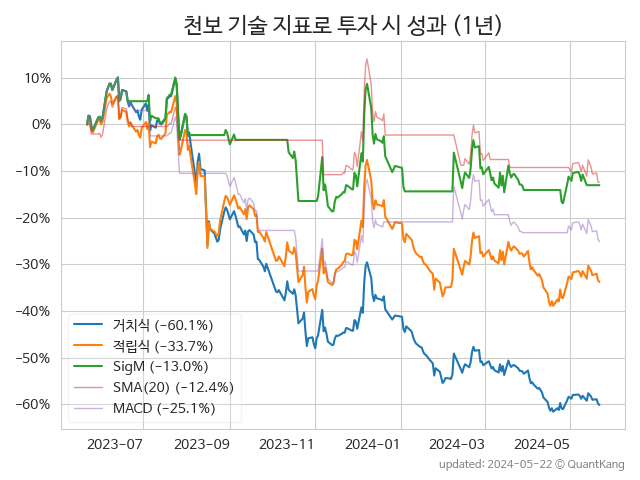 천보 기술 지표로 투자 시 성과 (1년)
10%
0%
−10%
−20%
−30%
−40%
−50%
−60%
거치식 (−60.1%)
적립식 (−33.7%)
SigM (−13.0%)
SMA(20) (−12.4%)
MACD (−25.1%)
2023−07 2023−09 2023−11 2024−01 2024−03 2024−05
updated: 2024−05−22 © QuantKang